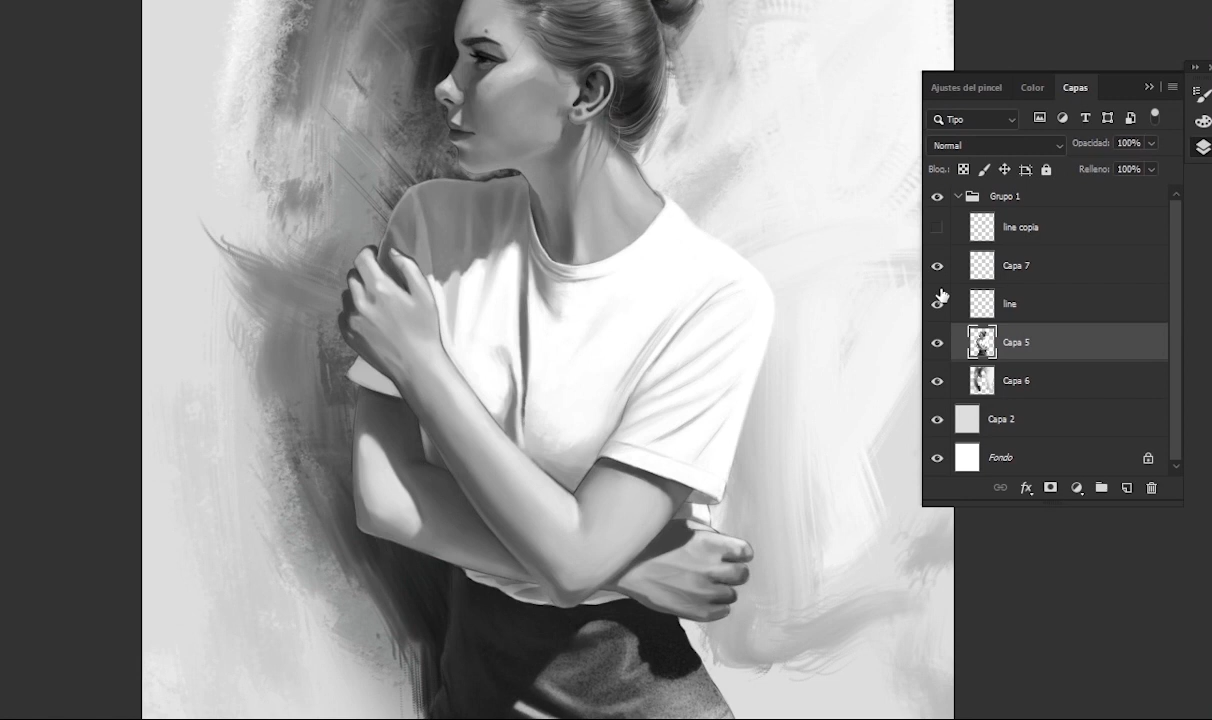 Ajustes del pincel Color Capas
Tipo
Normal Opacidad: 100%
Bloq.: Relleno: 100%
Grupo 1
line copia
Capa 7
line
Capa 5
Capa 6
Capa 2
Fondo
fx